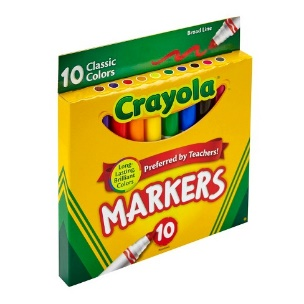 10 Classic
Colors
Broad Line
Crayola
Long-
Lasting,
Brilliant
Colors
Preferred by Teachers!
MARKERS
10